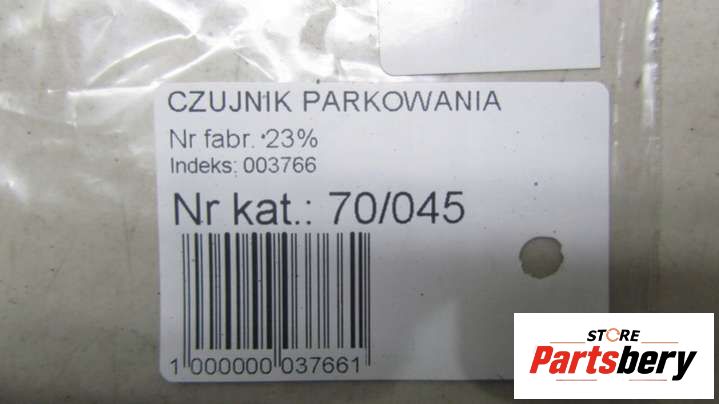 CZUJNIK PARKOWANIA
Nr fabr. *23%
Indeks: 003766
Nr kat.: 70/045
1 000000 037661
STORE
Partsbery